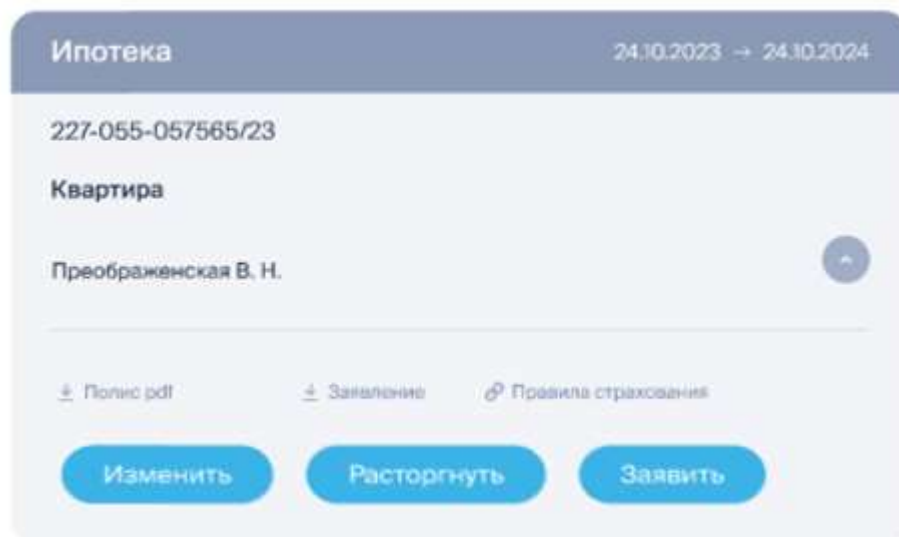 Ипотека 24.10.2023 → 24.10.2024
227-055-057565/23
Квартира
Преображенская В. Н.
Полис pdf Заявление Правила страхования
Изменить Расторгнуть Заявить